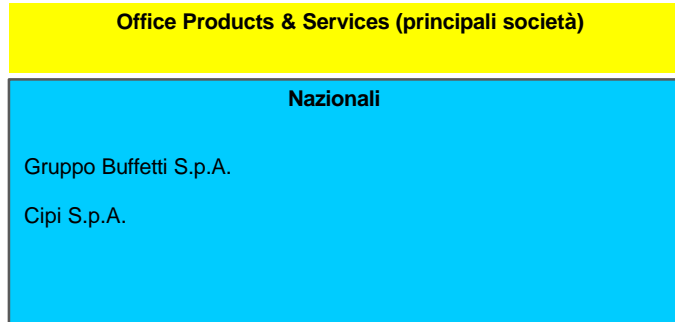 Office Products & Services (principali società)
Nazionali
Gruppo Buffetti S.p.A.
Cipi S.p.A.